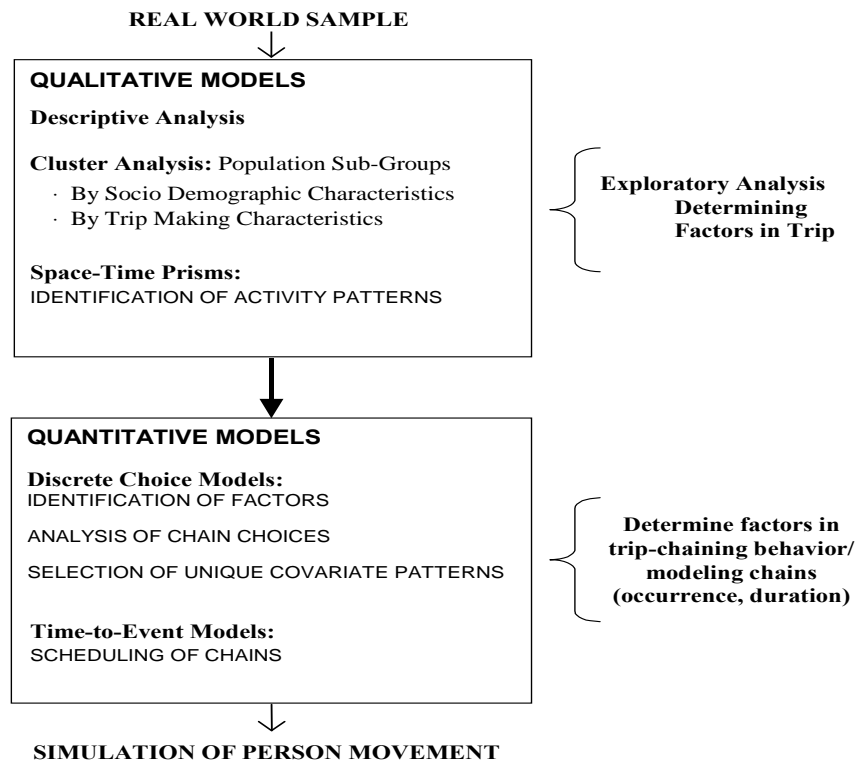 REAL WORLD SAMPLE
QUALITATIVE MODELS
Descriptive Analysis
Cluster Analysis: Population Sub-Groups
· By Socio Demographic Characteristics
· By Trip Making Characteristics
Space-Time Prisms:
IDENTIFICATION OF ACTIVITY PATTERNS
Exploratory Analysis
Determining
Factors in Trip
QUANTITATIVE MODELS
Discrete Choice Models:
IDENTIFICATION OF FACTORS
ANALYSIS OF CHAIN CHOICES
SELECTION OF UNIQUE COVARIATE PATTERNS
Time-to-Event Models:
SCHEDULING OF CHAINS
Determine factors in
trip-chaining behavior/
modeling chains
(occurrence, duration)
SIMULATION OF PERSON MOVEMENT